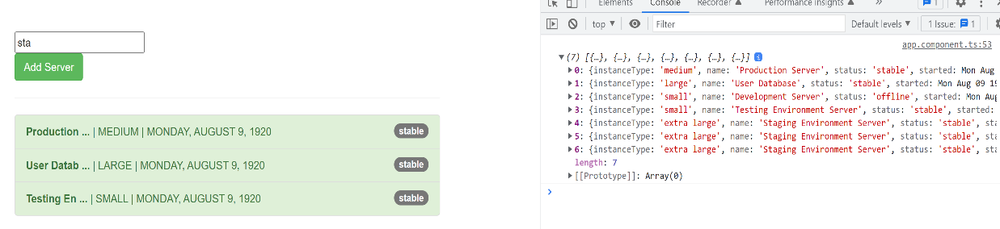 sta
Add Server
Production ... | MEDIUM | MONDAY, AUGUST 9, 1920 stable
User Datab ... | LARGE | MONDAY, AUGUST 9, 1920 stable
Testing En ... | SMALL | MONDAY, AUGUST 9, 1920 stable
Elements Console Recorder Performance insights » 1
top ▼ Filter Default levels ▼ 1 Issue: 1
app.component.ts:53
▼(7) [{…}, {…}, {…}, {…}, {…}, {…}, {…}] i
▶0: {instanceType: 'medium', name: 'Production Server', status: 'stable', started: Mon Aug
▶1: {instanceType: 'large', name: 'User Database', status: 'stable', started: Mon Aug 09 19
▶2: {instanceType: 'small', name: 'Development Server', status: 'offline', started: Mon Aug
▶3: {instanceType: 'small', name: 'Testing Environment Server', status: 'stable', started:
▶4: {instanceType: 'extra large', name: 'Staging Environment Server', status: 'stable', sta
▶5: {instanceType: 'extra large', name: 'Staging Environment Server', status: 'stable', sta
▶6: {instanceType: 'extra large', name: 'Staging Environment Server', status: 'stable', sta
length: 7
▶[[Prototype]]: Array(0)